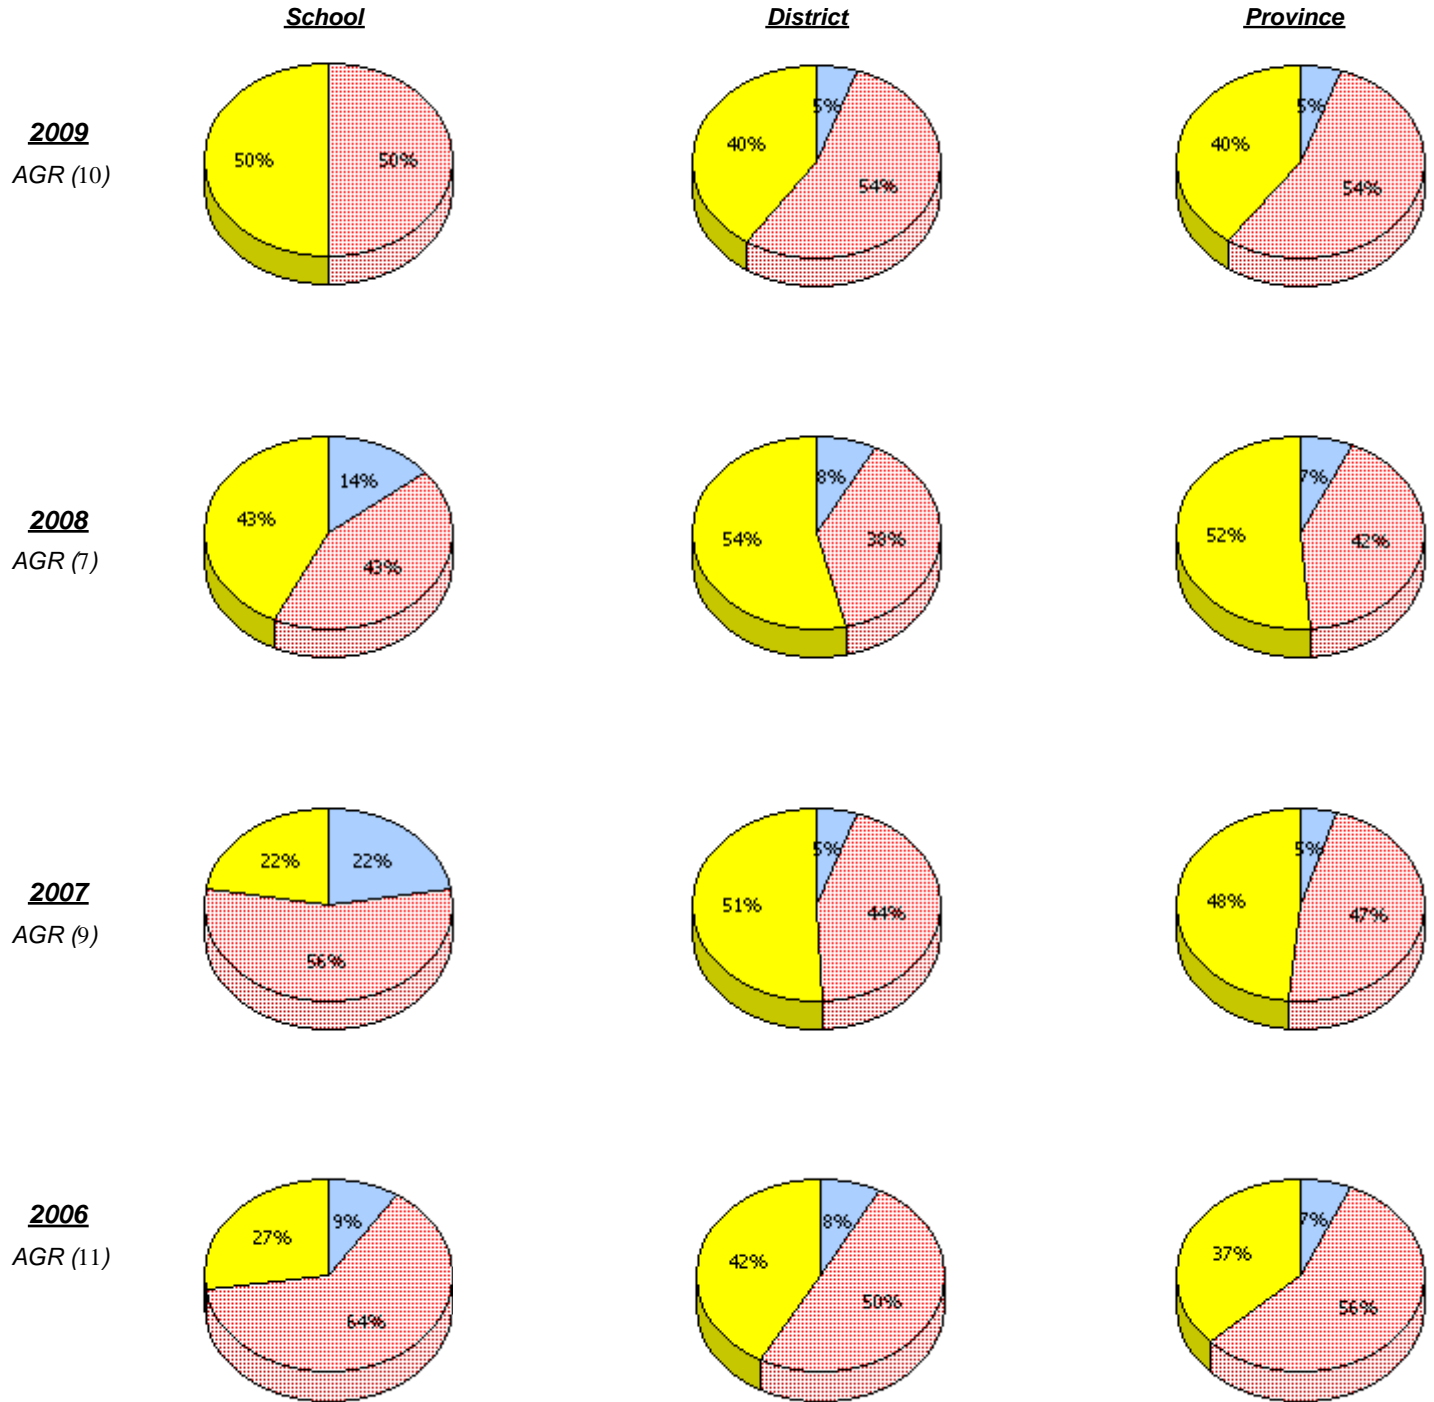 School District Province
2009
AGR (10)
50% 50%
40% 5% 54%
40% 5% 54%
2008
AGR (7)
43% 14% 43%
54% 8% 38%
52% 7% 42%
2007
AGR (9)
22% 22% 56%
51% 5% 44%
48% 5% 47%
2006
AGR (11)
27% 9% 64%
42% 8% 50%
37% 7% 56%